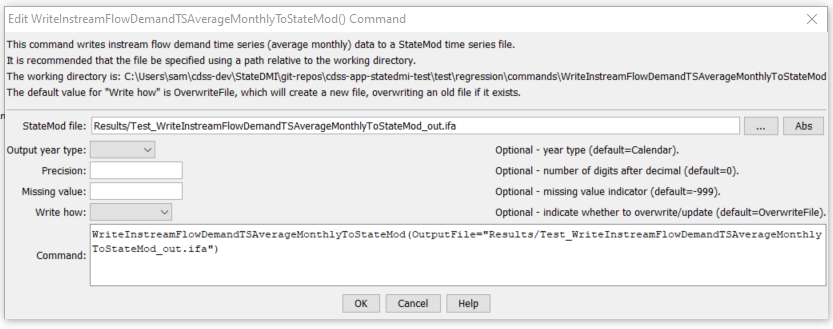 Edit WriteInstreamFlowDemandTSAverageMonthlyToStateMod() Command
This command writes instream flow demand time series (average monthly) data to a StateMod time series file.
It is recommended that the file be specified using a path relative to the working directory.
The working directory is: C:\Users\sam\cdss-dev\StateDMI\git-repos\cdss-app-statedmi-test\test\regression\commands\WriteInstreamFlowDemandTSAverageMonthlyToStateMod
The default value for "Write how" is OverwriteFile, which will create a new file, overwriting an old file if it exists.
StateMod file: Results/Test_WriteInstreamFlowDemandTSAverageMonthlyToStateMod_out.ifa ... Abs
Output year type: Optional - year type (default=Calendar).
Precision: Optional - number of digits after decimal (default=0).
Missing value: Optional - missing value indicator (default=-999).
Write how: Optional - indicate whether to overwrite/update (default=OverwriteFile).
WriteInstreamFlowDemandTSAverageMonthlyToStateMod(OutputFile="Results/Test_WriteInstreamFlowDemandTSAverageMonthly
Command: ToStateMod_out.ifa")
OK Cancel Help